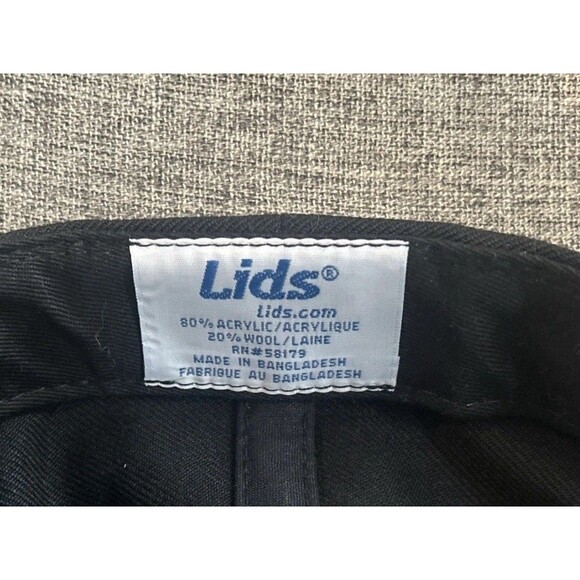 Lids®
lids.com
80% ACRYLIC/ACRYLIQUE
20% WOOL/LAINE
RN#58179
MADE IN BANGLADESH
FABRIQUE AU BANGLADESH